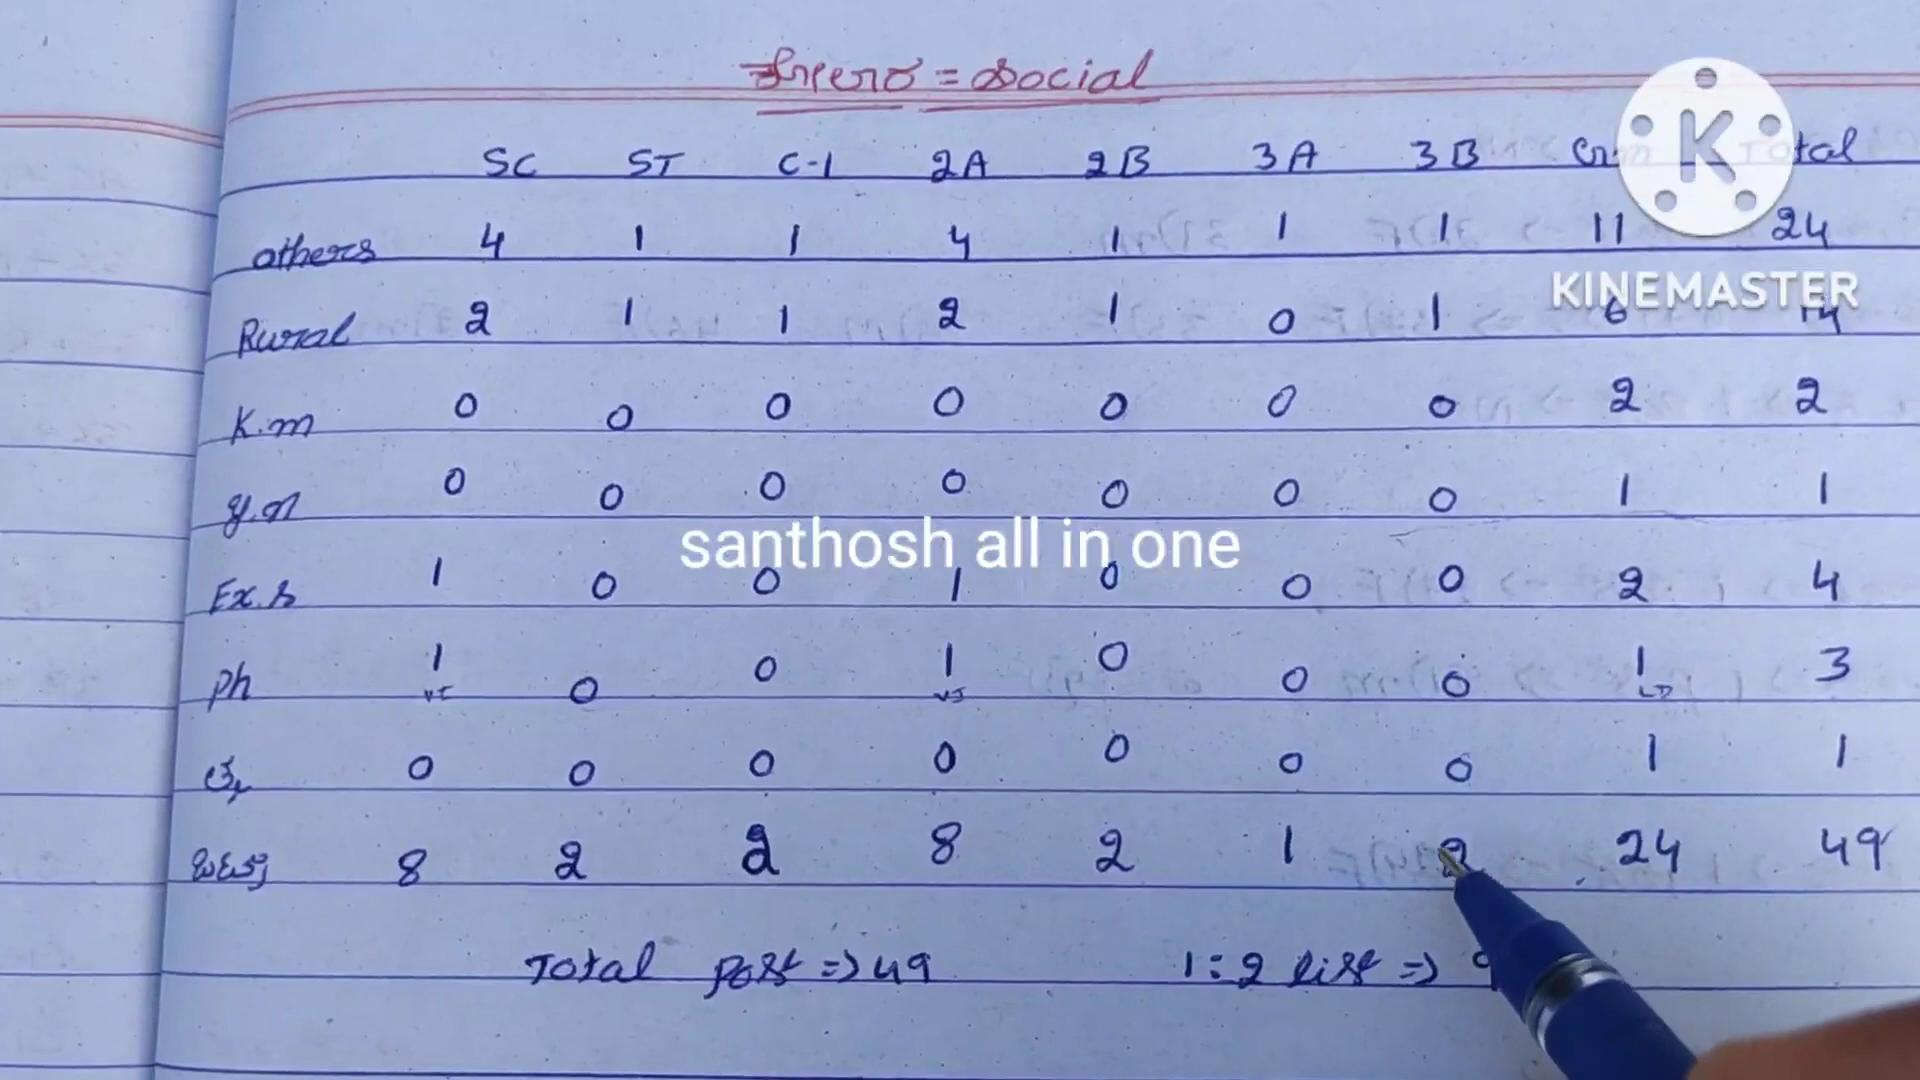 = Social
SC ST C-1 2A 2B 3A 3B Total
others 4 1 1 4 1 1 1 11 24
Rural 2 1 1 2 1 0 1 6 14
K.m 0 0 0 0 0 0 0 2 2
0 0 0 0 0 0 0 1 1
Ex.s 1 0 0 1 0 0 0 2 4
ph 1 0 0 1 0 0 0 1 3
0 0 0 0 0 0 0 1 1
ಒಟ್ಟು 8 2 2 8 2 1 2 24 49
Total post => 49 1:2 list =>
K
KINEMASTER
santhosh all in one